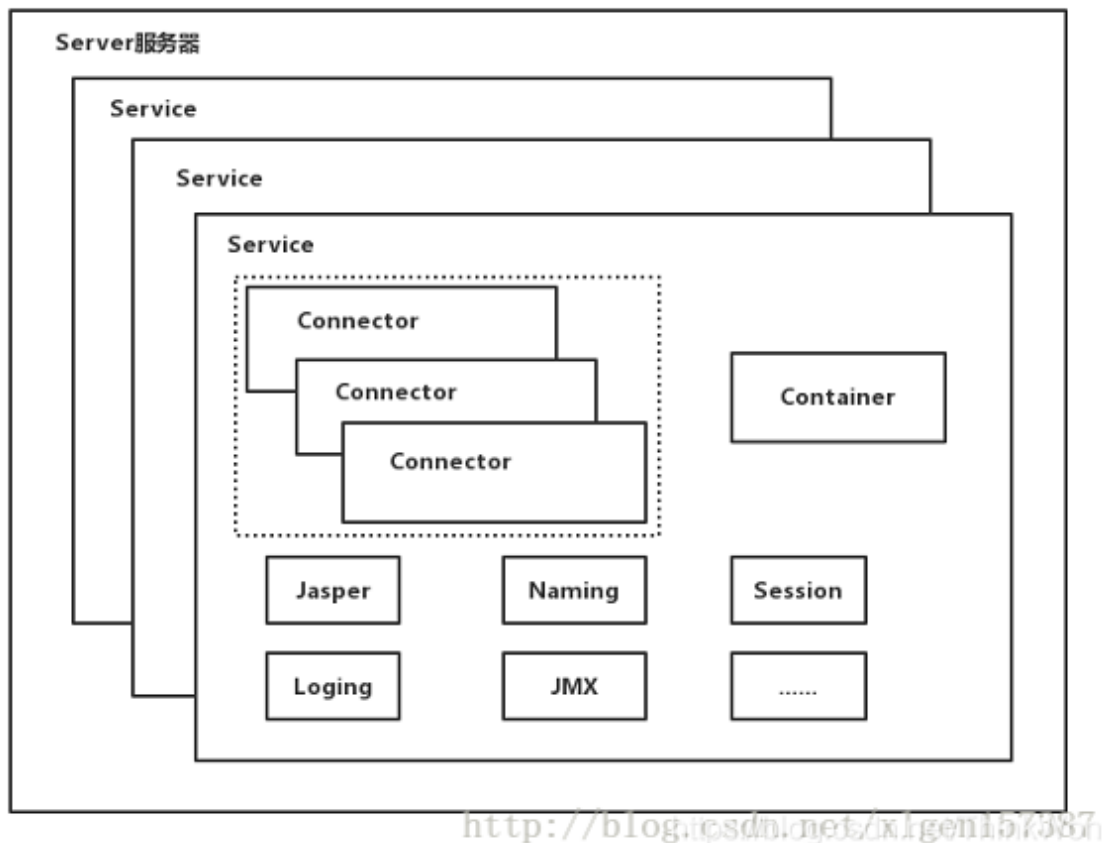 Server服务器
Service
Service
Service
Connector
Connector
Connector
Container
Jasper
Naming
Session
Loging
JMX
......
http://blog.csdn.net/xlgen157387